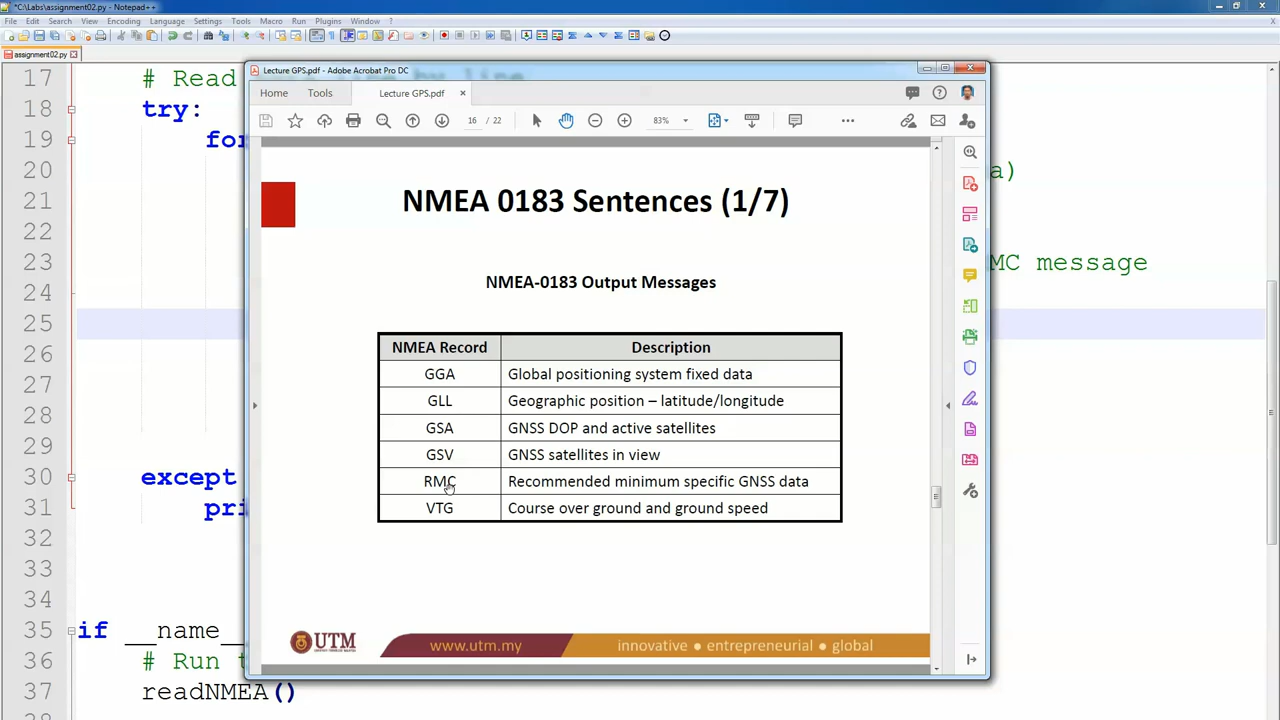 *C:\Labs\assignment02.py - Notepad++
File Edit Search View Encoding Language Settings Tools Macro Run Plugins Window ?
X
assignment02.py
Lecture GPS.pdf - Adobe Acrobat Pro DC
Home Tools Lecture GPS.pdf ×
16 / 22 83%
NMEA 0183 Sentences (1/7)
NMEA-0183 Output Messages
NMEA Record Description
GGA Global positioning system fixed data
GLL Geographic position – latitude/longitude
GSA GNSS DOP and active satellites
GSV GNSS satellites in view
RMC Recommended minimum specific GNSS data
VTG Course over ground and ground speed
UTM
www.utm.my
innovative ● entrepreneurial ● global
17 # Read
18 try:
19 for
20 a)
21
22
23 MC message
24
25
26
27
28
29
30 except
31 pri
32
33
34
35 if __name__
36 # Run t
37 readNMEA()